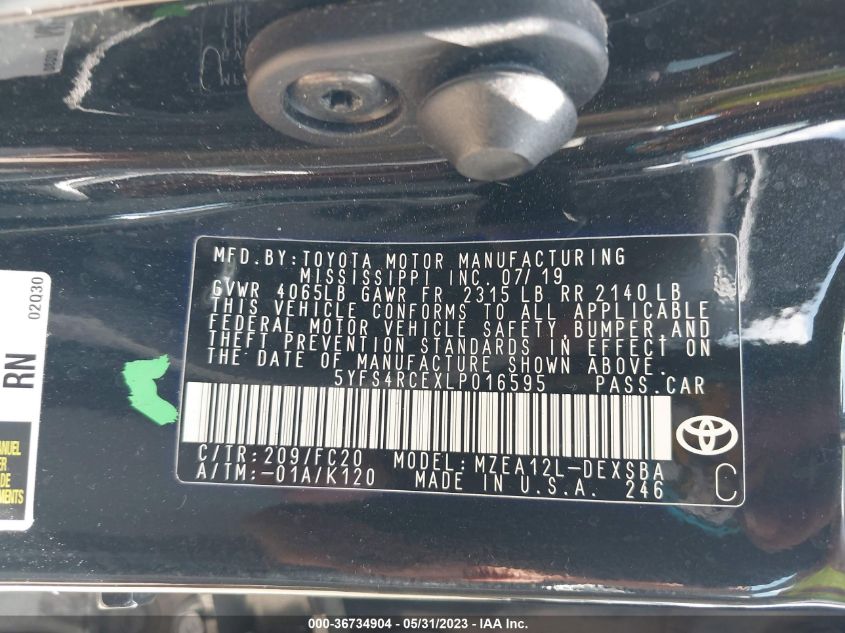 MFD.BY: TOYOTA MOTOR MANUFACTURING
MISSISSIPPI INC. 07/19
GVWR 4065LB GAWR FR 2315 LB RR 2140 LB
THIS VEHICLE CONFORMS TO ALL APPLICABLE
FEDERAL MOTOR VEHICLE SAFETY, BUMPER AND
THEFT PREVENTION STANDARDS IN EFFECT ON
THE DATE OF MANUFACTURE SHOWN ABOVE.
5YFS4RCEXLP016595 PASS.CAR
C/TR: 209/FC20 MODEL: MZEA12L-DEXSBA
A/TM: -01A/K120 MADE IN U.S.A. 246
C
RN 02Q30
000-36734904 - 05/31/2023 - IAA Inc.